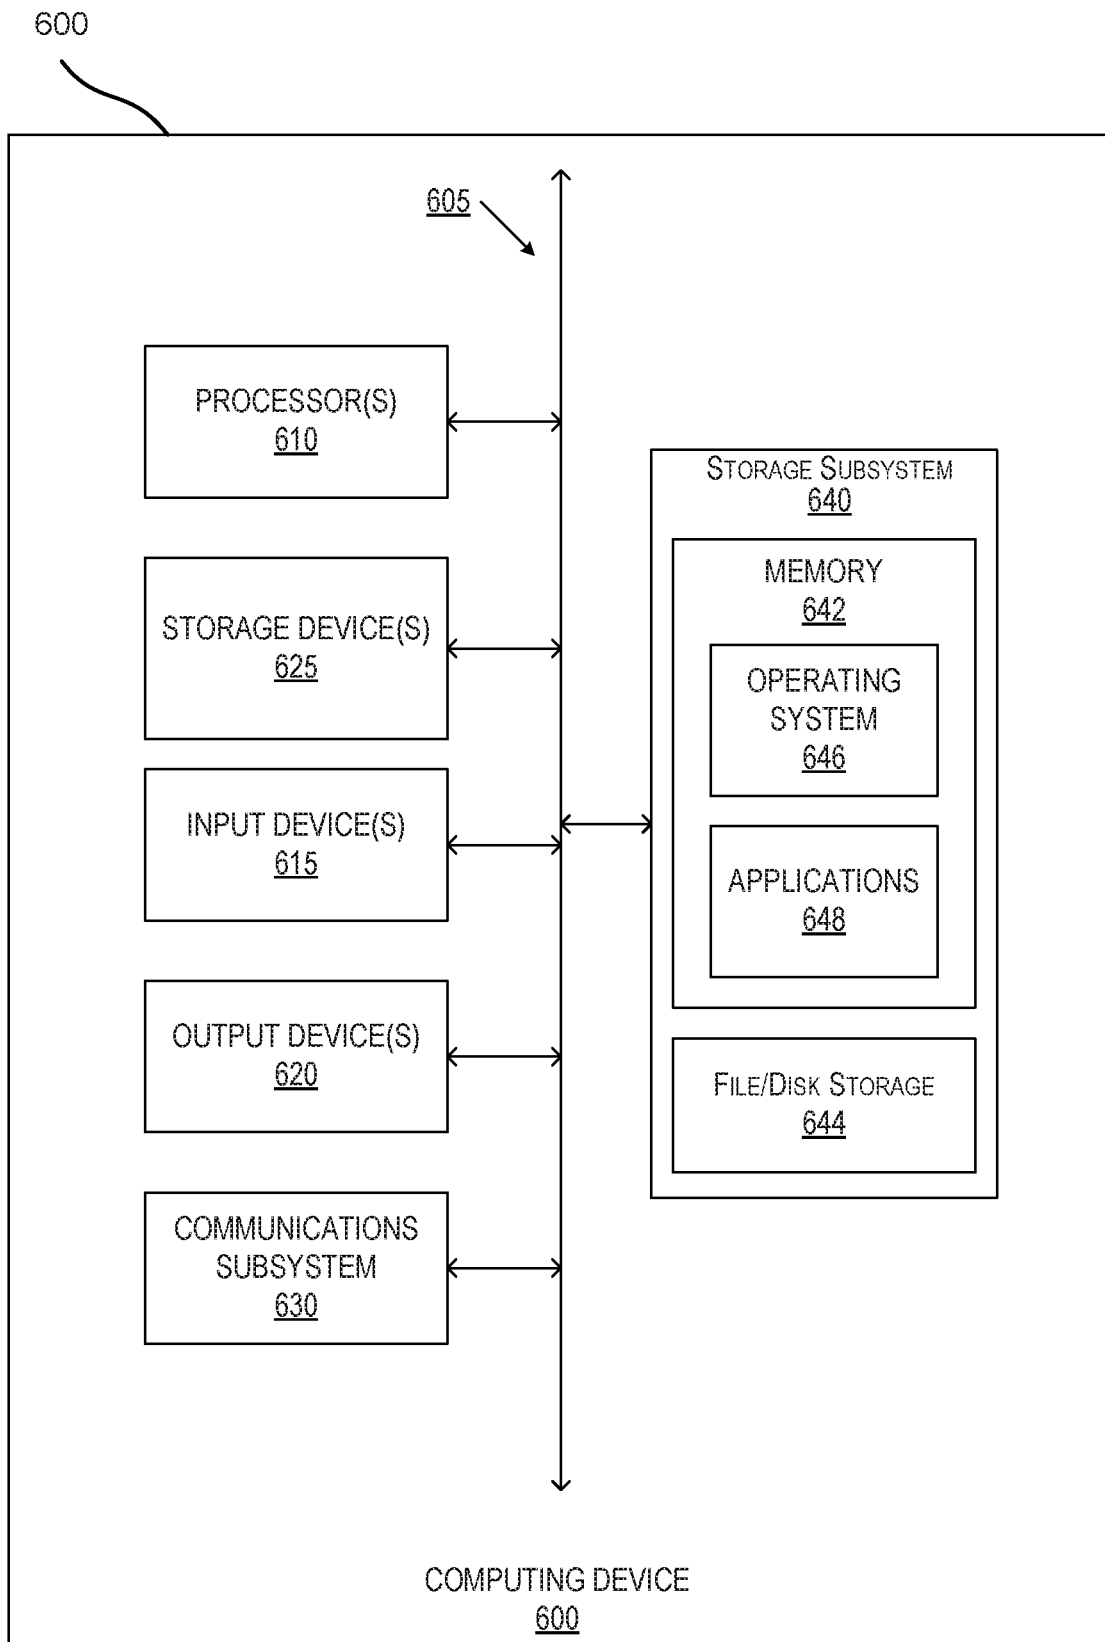 600
605
PROCESSOR(S)
610
STORAGE DEVICE(S)
625
INPUT DEVICE(S)
615
OUTPUT DEVICE(S)
620
COMMUNICATIONS
SUBSYSTEM
630
STORAGE SUBSYSTEM
640
MEMORY
642
OPERATING
SYSTEM
646
APPLICATIONS
648
FILE/DISK STORAGE
644
COMPUTING DEVICE
600